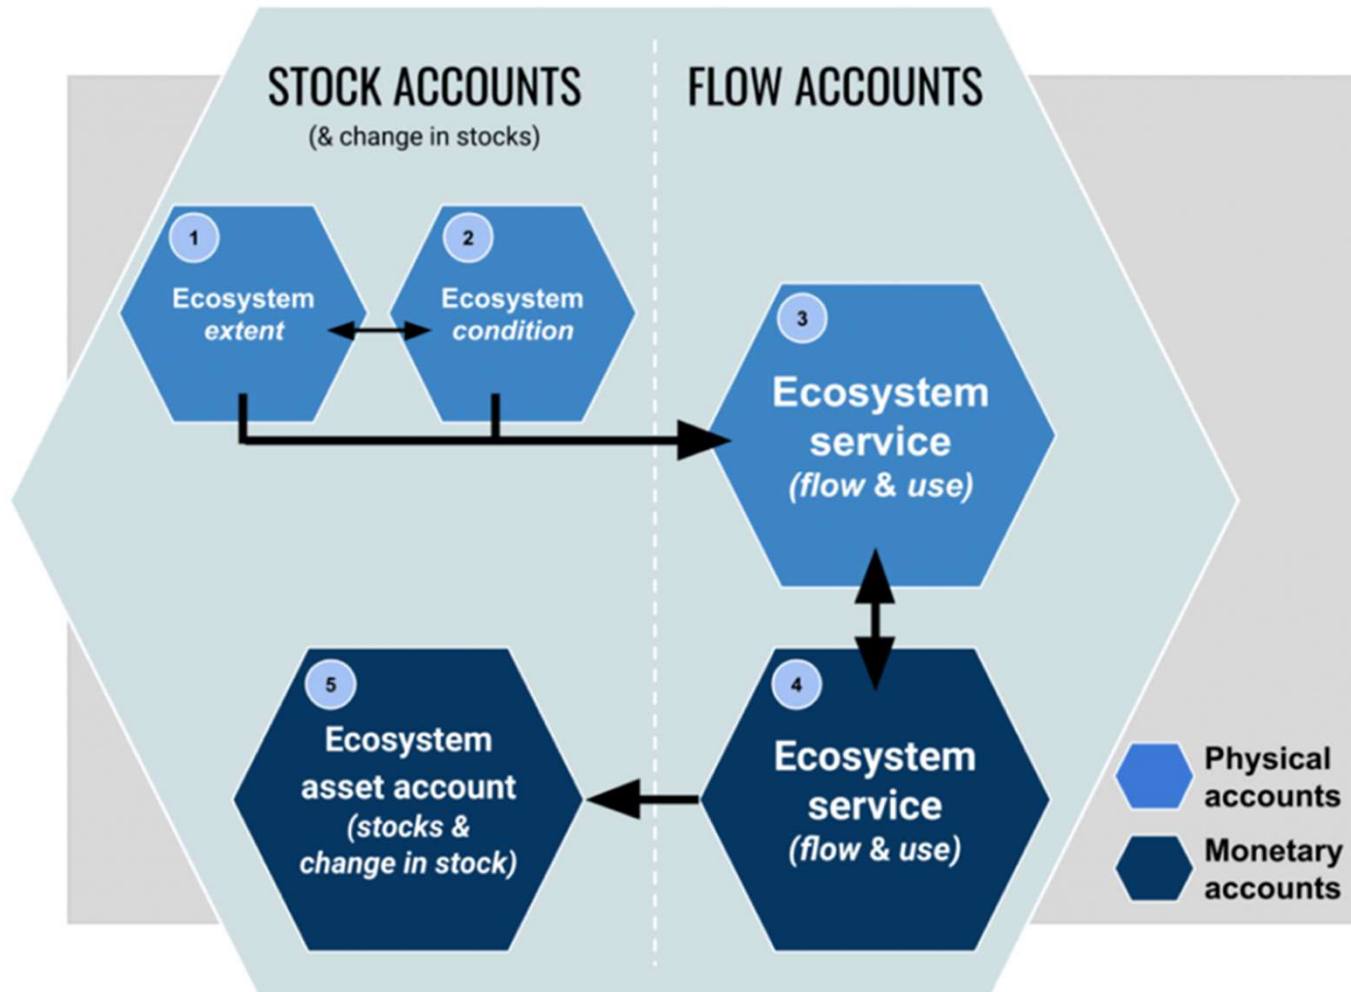 STOCK ACCOUNTS
(& change in stocks)
FLOW ACCOUNTS
1
Ecosystem
extent
2
Ecosystem
condition
3
Ecosystem
service
(flow & use)
5
Ecosystem
asset account
(stocks &
change in stock)
4
Ecosystem
service
(flow & use)
Physical
accounts
Monetary
accounts